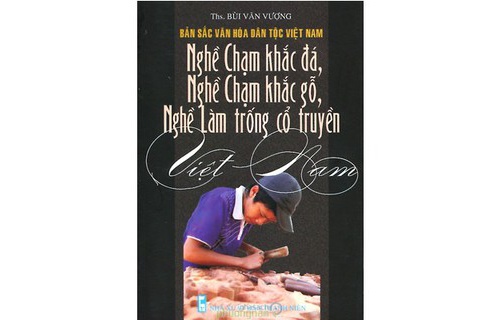 Ths. BÙI VĂN VƯỢNG
BẢN SẮC VĂN HÓA DÂN TỘC VIỆT NAM
Nghề Chạm khắc đá,
Nghề Chạm khắc gỗ,
Nghề Làm trống cổ truyền
Việt Nam